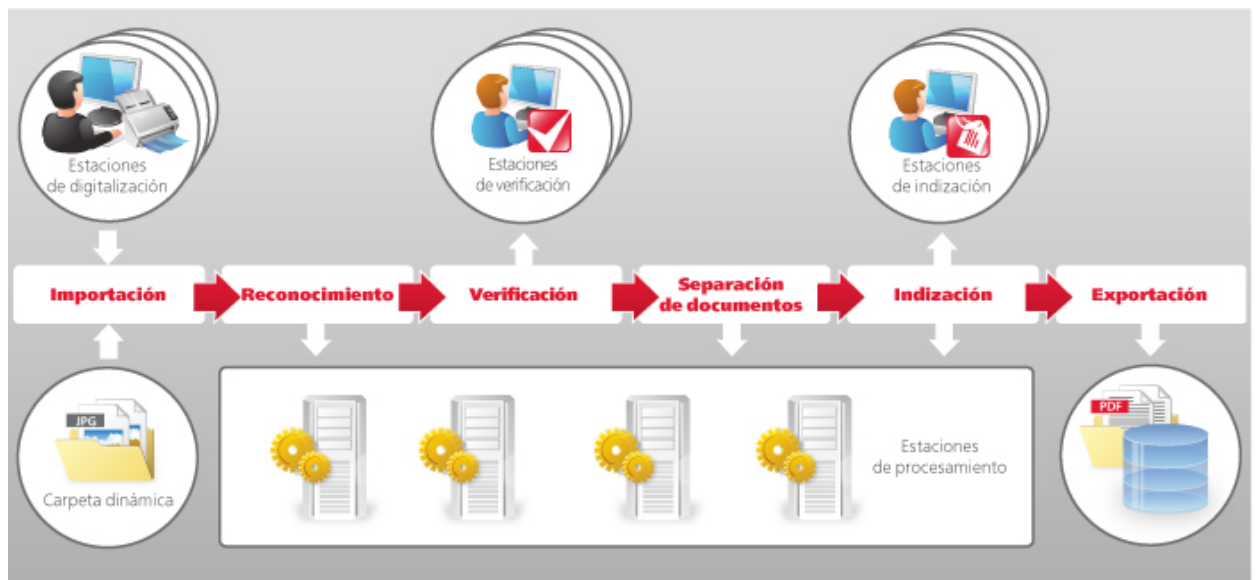 Estaciones
de digitalización
Estaciones
de verificación
Estaciones
de indización
Importación
Reconocimiento
Verificación
Separación
de documentos
Indización
Exportación
JPG
Carpeta dinámica
Estaciones
de procesamiento
PDF